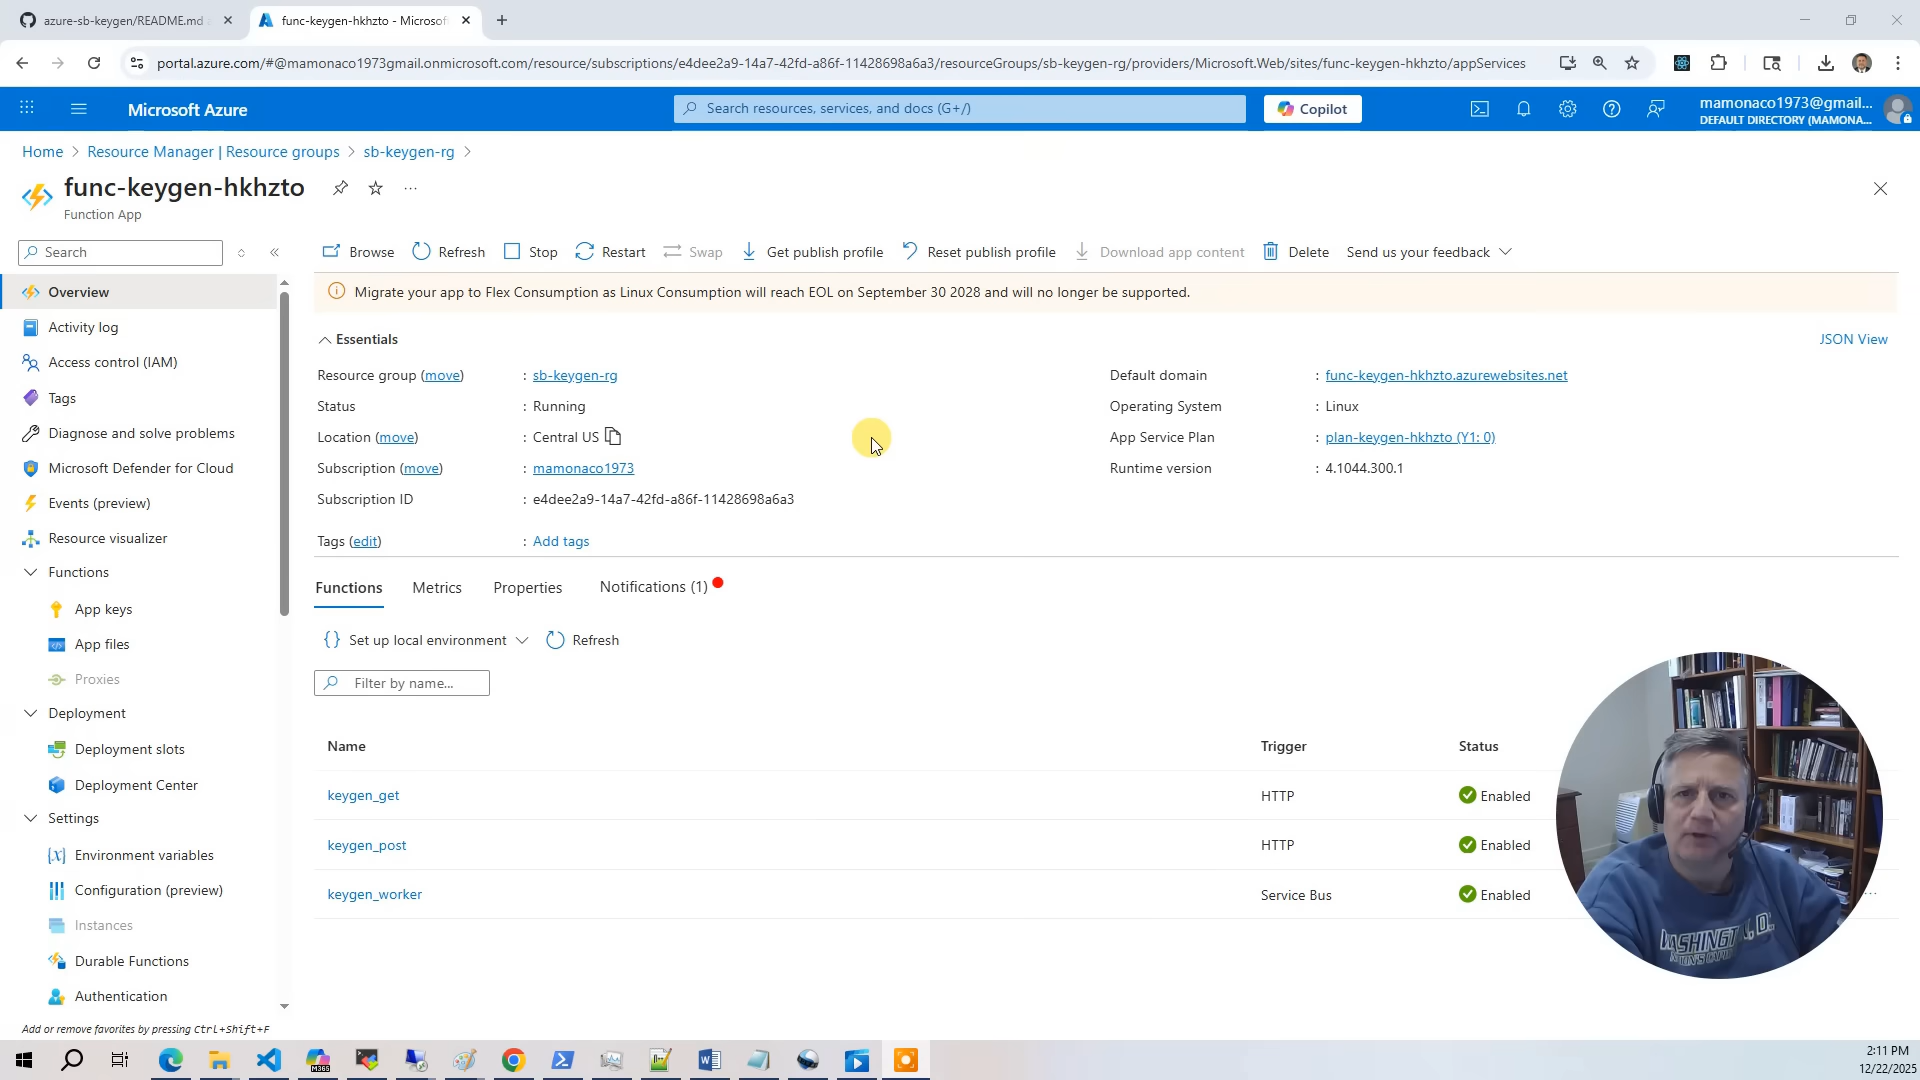 azure-sb-keygen/README.md
func-keygen-hkhzto - Microsof
portal.azure.com/#@mamonaco1973gmail.onmicrosoft.com/resource/subscriptions/e4dee2a9-14a7-42fd-a86f-11428698a6a3/resourceGroups/sb-keygen-rg/providers/Microsoft.Web/sites/func-keygen-hkhzto/appServices
Microsoft Azure
Search resources, services, and docs (G+/)
Copilot
mamonaco1973@gmail....
DEFAULT DIRECTORY (MAMONA...
Home > Resource Manager | Resource groups > sb-keygen-rg >
func-keygen-hkhzto
Function App
Search
Browse Refresh Stop Restart Swap Get publish profile Reset publish profile Download app content Delete Send us your feedback
Migrate your app to Flex Consumption as Linux Consumption will reach EOL on September 30 2028 and will no longer be supported.
Overview
Activity log
Access control (IAM)
Tags
Diagnose and solve problems
Microsoft Defender for Cloud
Events (preview)
Resource visualizer
Functions
App keys
App files
Proxies
Deployment
Deployment slots
Deployment Center
Settings
Environment variables
Configuration (preview)
Instances
Durable Functions
Authentication
Add or remove favorites by pressing Ctrl+Shift+F
Essentials
JSON View
Resource group (move) : sb-keygen-rg
Status : Running
Location (move) : Central US
Subscription (move) : mamonaco1973
Subscription ID : e4dee2a9-14a7-42fd-a86f-11428698a6a3
Tags (edit) : Add tags
Default domain : func-keygen-hkhzto.azurewebsites.net
Operating System : Linux
App Service Plan : plan-keygen-hkhzto (Y1: 0)
Runtime version : 4.1044.300.1
Functions Metrics Properties Notifications (1)
Set up local environment Refresh
Filter by name...
Name Trigger Status
keygen_get HTTP Enabled
keygen_post HTTP Enabled
keygen_worker Service Bus Enabled
2:11 PM
12/22/2025